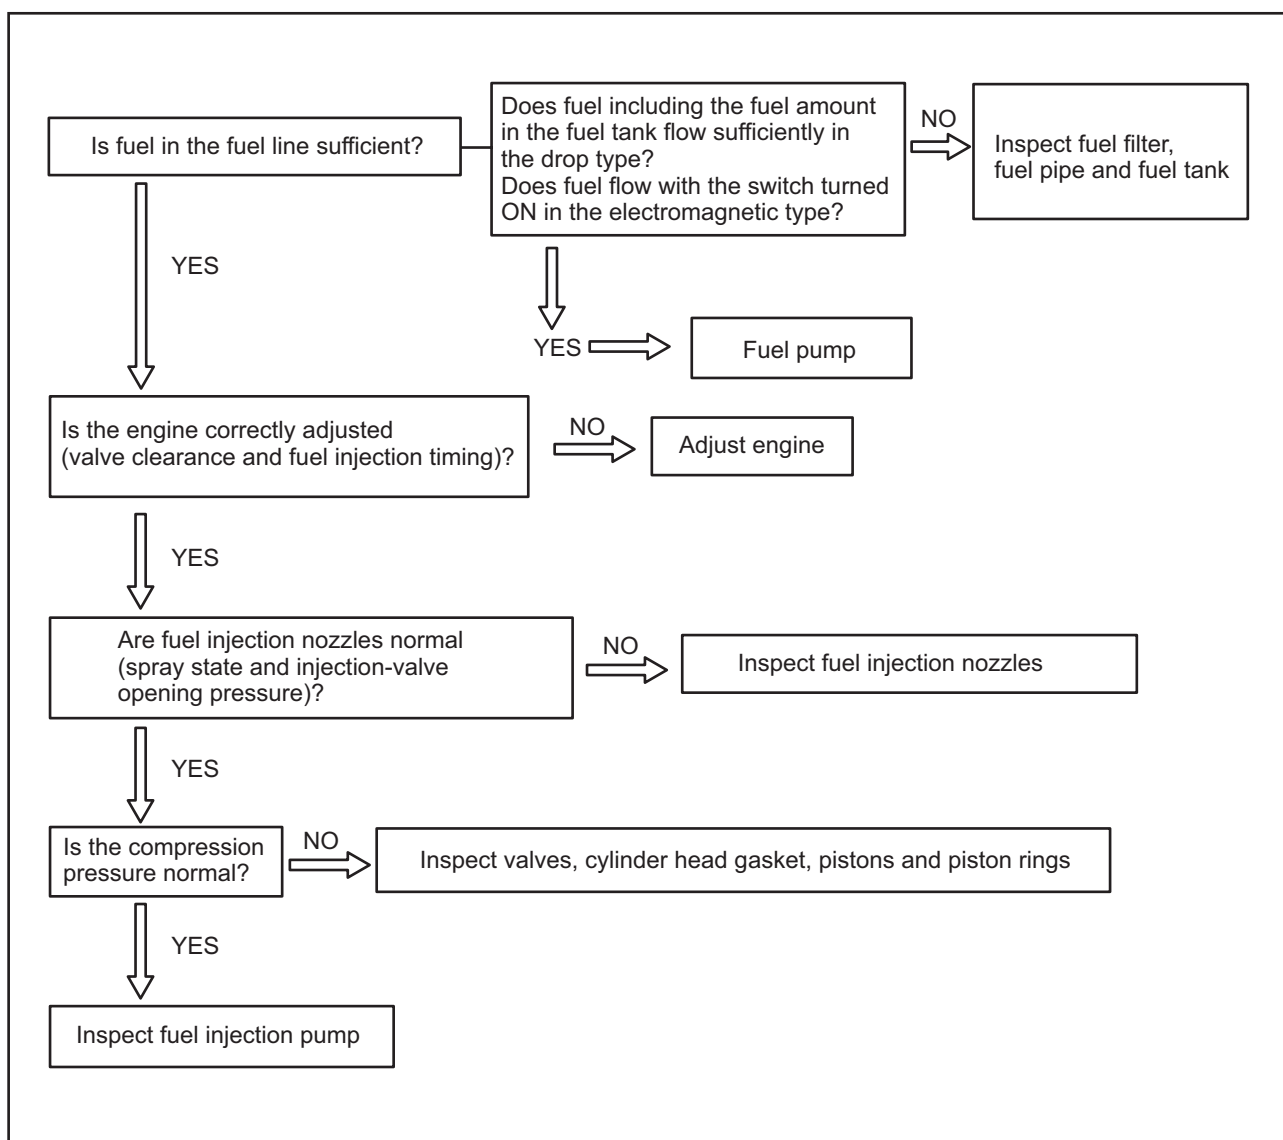 Is fuel in the fuel line sufficient?
Does fuel including the fuel amount
in the fuel tank flow sufficiently in
the drop type?
Does fuel flow with the switch turned
ON in the electromagnetic type?
NO
Inspect fuel filter,
fuel pipe and fuel tank
YES
YES
Fuel pump
Is the engine correctly adjusted
(valve clearance and fuel injection timing)?
NO
Adjust engine
YES
Are fuel injection nozzles normal
(spray state and injection-valve
opening pressure)?
NO
Inspect fuel injection nozzles
YES
Is the compression
pressure normal?
NO
Inspect valves, cylinder head gasket, pistons and piston rings
YES
Inspect fuel injection pump